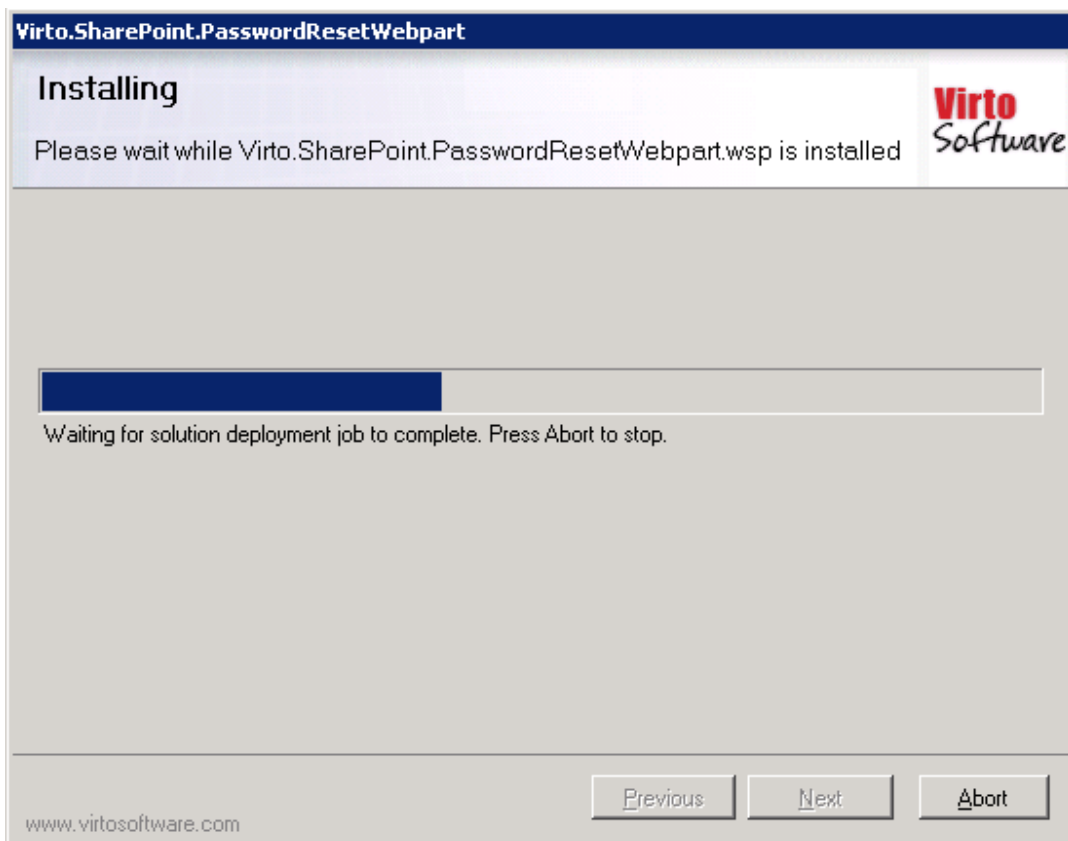 Virto.SharePoint.PasswordResetWebpart
Installing
Please wait while Virto.SharePoint.PasswordResetWebpart.wsp is installed
Virto
Software
Waiting for solution deployment job to complete. Press Abort to stop.
Previous
Next
Abort
www.virtosoftware.com